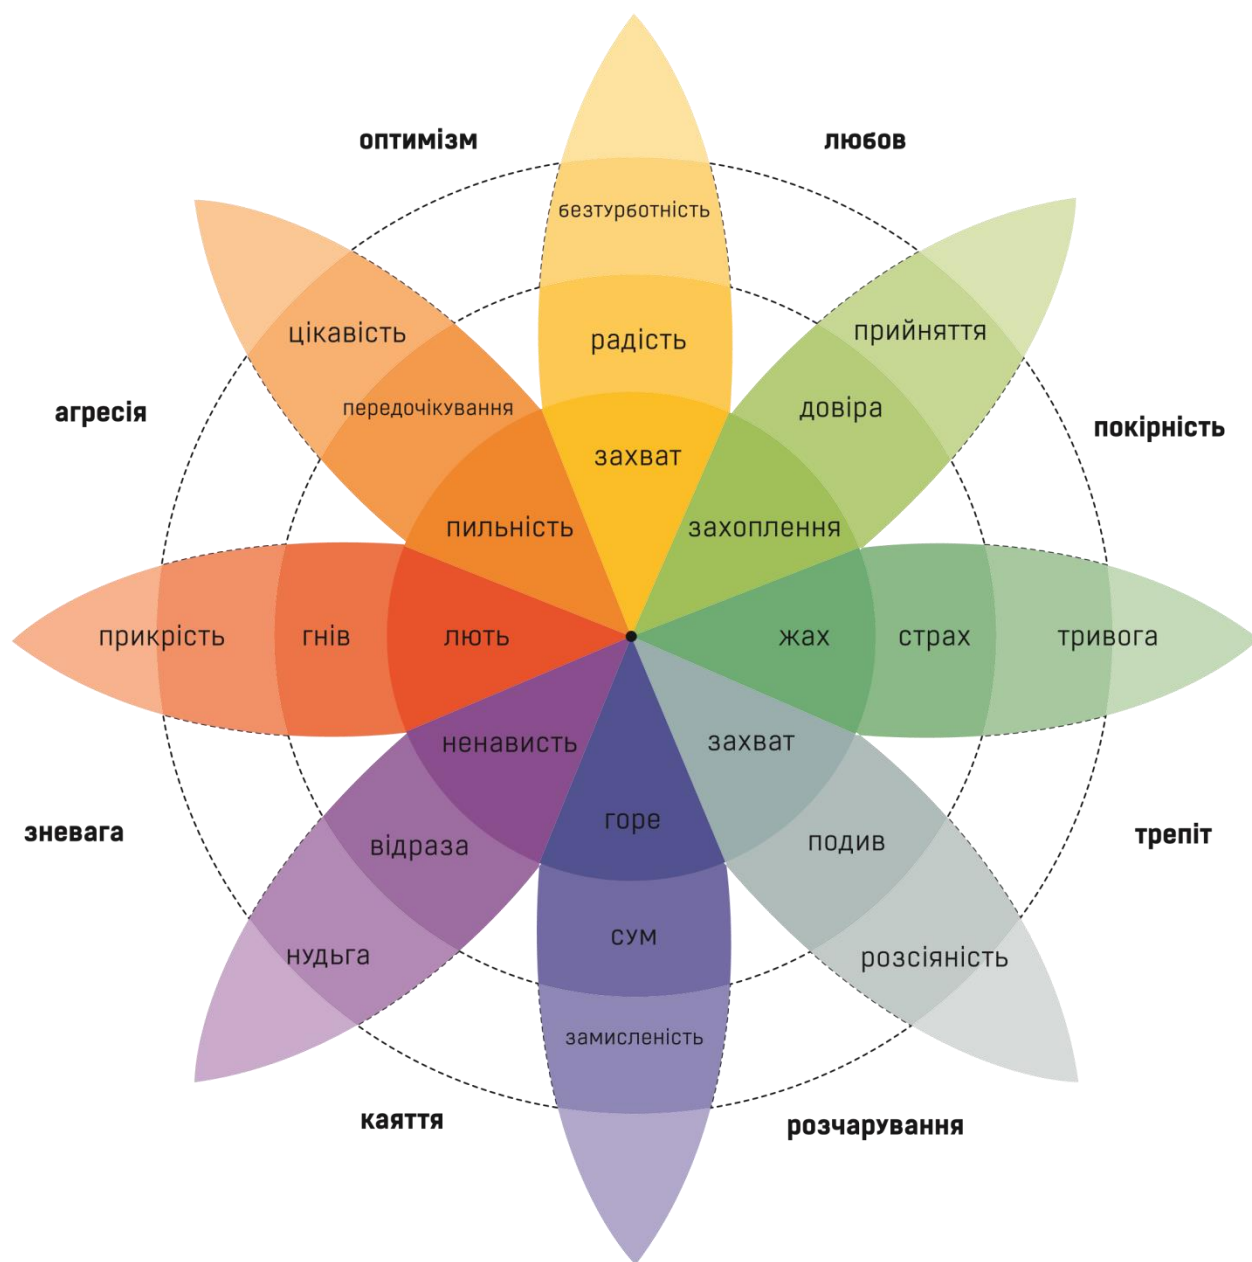 оптимізм
любов
безтурботність
цікавість
радість
прийняття
передочікування
довіра
агресія
покірність
захват
пильність
захоплення
прикрість
гнів
лють
жах
страх
тривога
ненависть
захват
зневага
горе
трепіт
відраза
подив
сум
нудьга
розсіяність
замисленість
каяття
розчарування